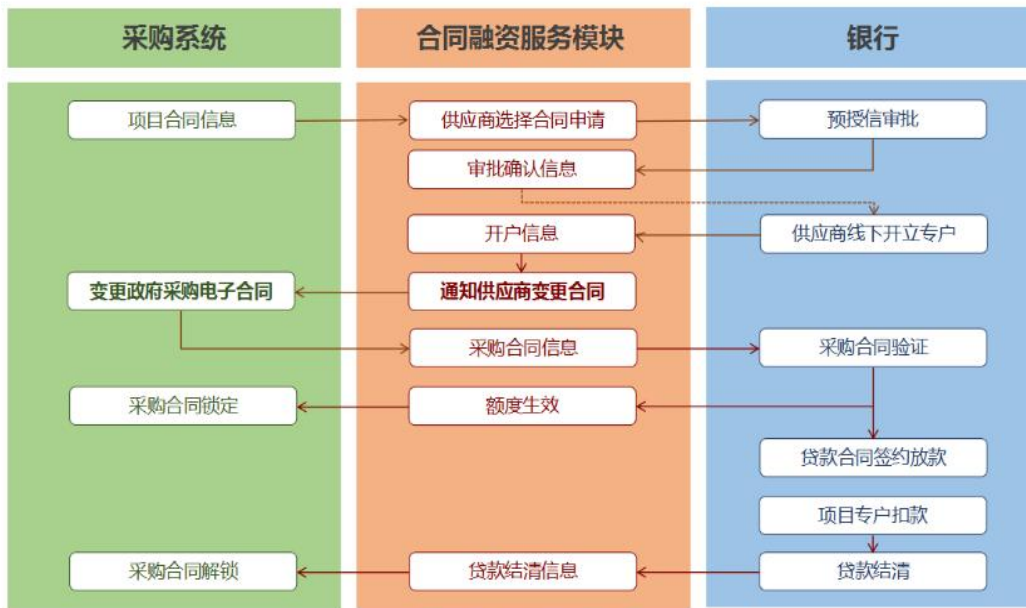 采购系统
合同融资服务模块
银行
项目合同信息
供应商选择合同申请
预授信审批
审批确认信息
开户信息
供应商线下开立专户
变更政府采购电子合同
通知供应商变更合同
采购合同信息
采购合同验证
采购合同锁定
额度生效
贷款合同签约放款
项目专户扣款
采购合同解锁
贷款结清信息
贷款结清